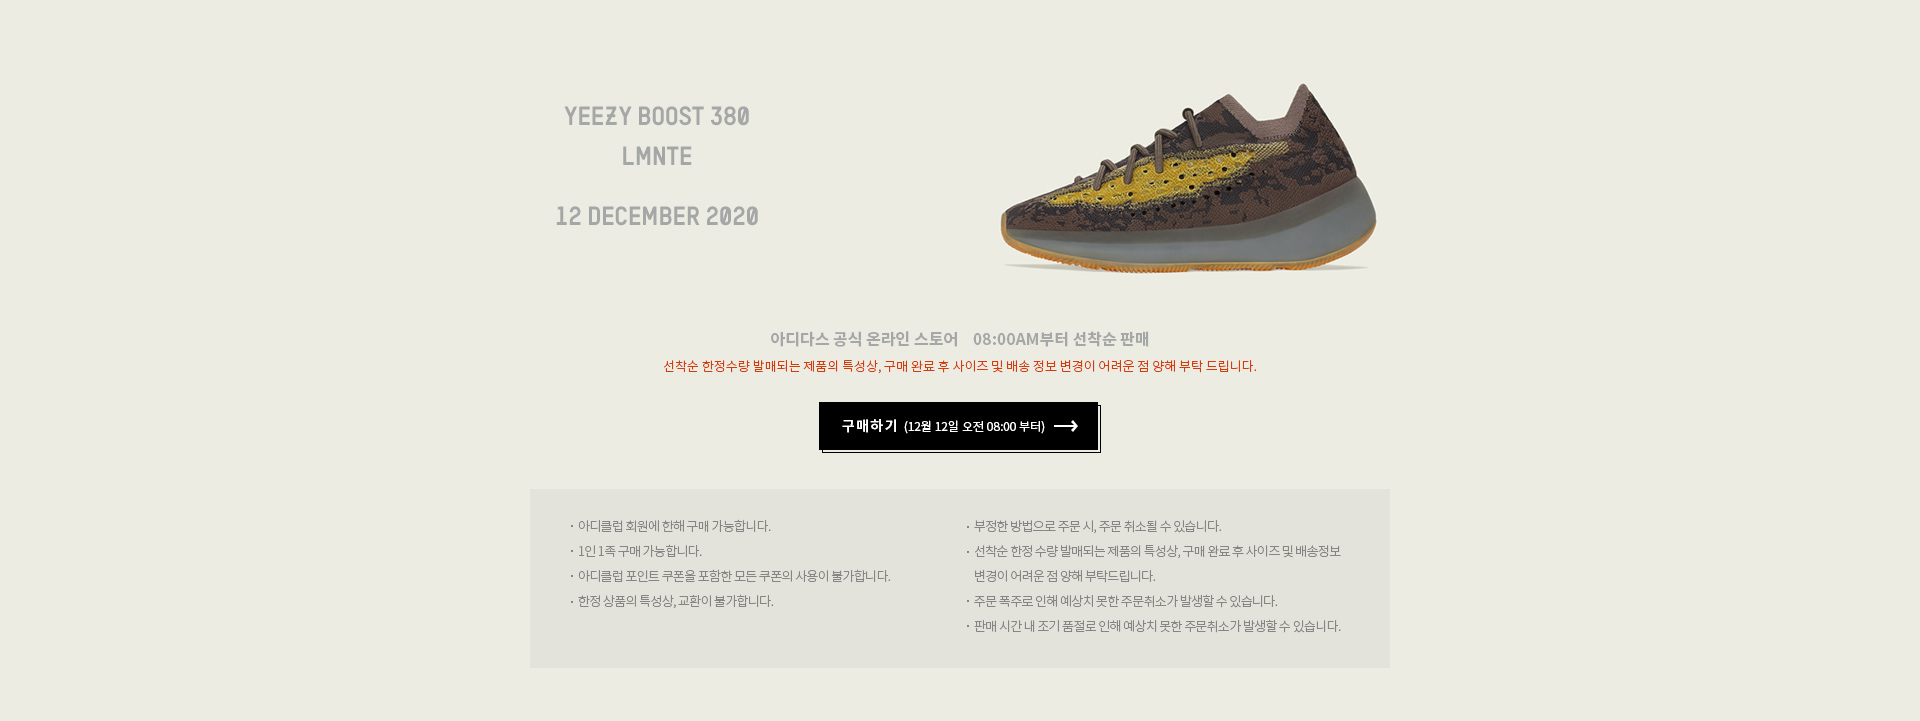 YEEZY BOOST 380
LMNTE
12 DECEMBER 2020
아디다스 공식 온라인 스토어 08:00AM부터 선착순 판매
선착순 한정수량 발매되는 제품의 특성상, 구매 완료 후 사이즈 및 배송 정보 변경이 어려운 점 양해 부탁 드립니다.
구매하기 (12월 12일 오전 08:00 부터)
· 아디클럽 회원에 한해 구매 가능합니다.
· 1인 1족 구매 가능합니다.
· 아디클럽 포인트 쿠폰을 포함한 모든 쿠폰의 사용이 불가합니다.
· 한정 상품의 특성상, 교환이 불가합니다.
· 부정한 방법으로 주문 시, 주문 취소될 수 있습니다.
· 선착순 한정 수량 발매되는 제품의 특성상, 구매 완료 후 사이즈 및 배송정보
변경이 어려운 점 양해 부탁드립니다.
· 주문 폭주로 인해 예상치 못한 주문취소가 발생할 수 있습니다.
· 판매 시간 내 조기 품절로 인해 예상치 못한 주문취소가 발생할 수 있습니다.